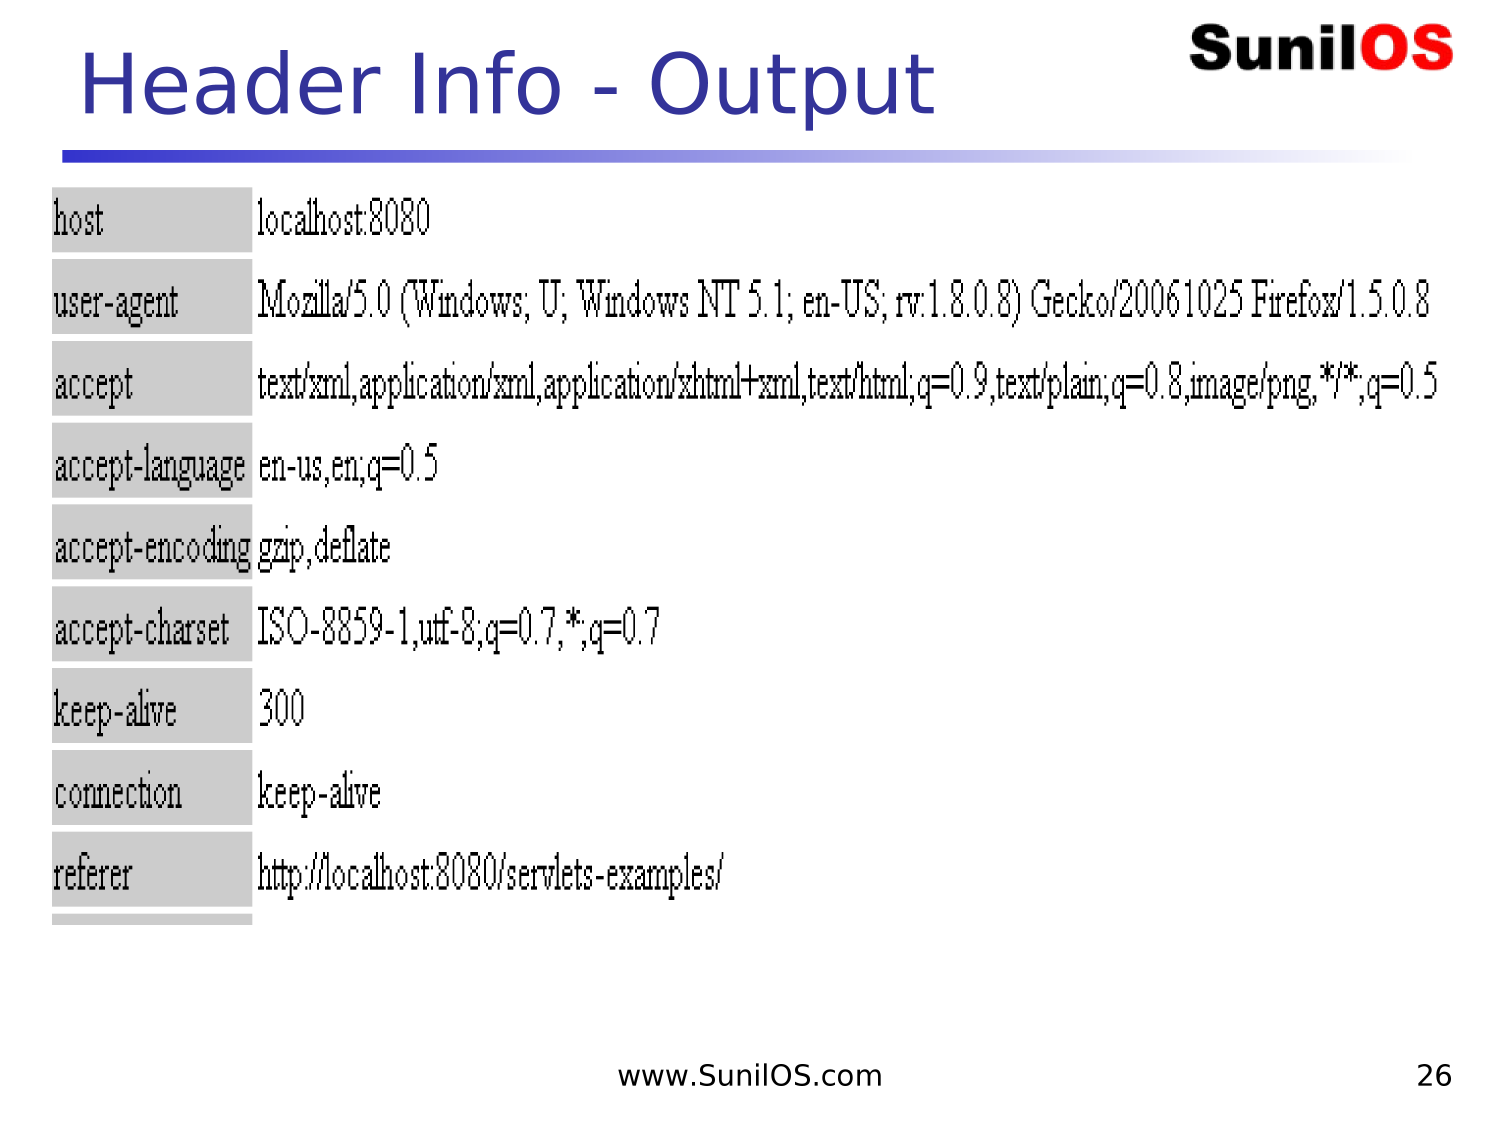 Header Info - Output
SunilOS
host localhost:8080
user-agent Mozilla/5.0 (Windows; U; Windows NT 5.1; en-US; rv:1.8.0.8) Gecko/20061025 Firefox/1.5.0.8
accept text/xml,application/xml,application/xhtml+xml,text/html;q=0.9,text/plain;q=0.8,image/png,*/*;q=0.5
accept-language en-us,en;q=0.5
accept-encoding gzip,deflate
accept-charset ISO-8859-1,utf-8;q=0.7,*;q=0.7
keep-alive 300
connection keep-alive
referer http://localhost:8080/servlets-examples/
www.SunilOS.com 26